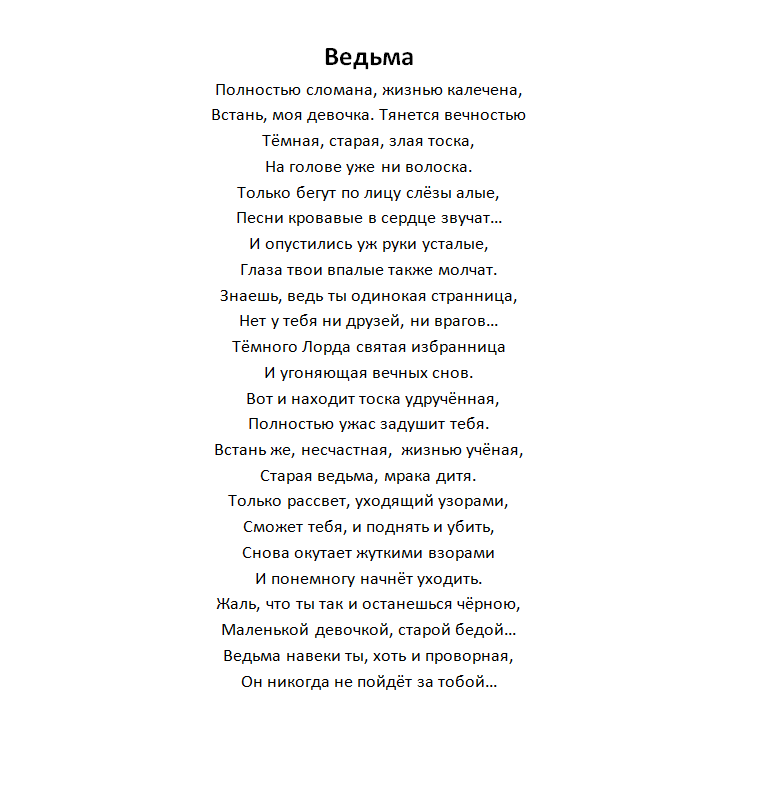 Ведьма
Полностью сломана, жизнью калечена,
Встань, моя девочка. Тянется вечностью
Тёмная, старая, злая тоска,
На голове уже ни волоска.
Только бегут по лицу слёзы алые,
Песни кровавые в сердце звучат…
И опустились уж руки усталые,
Глаза твои впалые также молчат.
Знаешь, ведь ты одинокая странница,
Нет у тебя ни друзей, ни врагов…
Тёмного Лорда святая избранница
И угоняющая вечных снов.
Вот и находит тоска удручённая,
Полностью ужас задушит тебя.
Встань же, несчастная,  жизнью учёная,
Старая ведьма, мрака дитя.
Только рассвет, уходящий узорами,
Сможет тебя, и поднять и убить,
Снова окутает жуткими взорами
И понемногу начнёт уходить.
Жаль, что ты так и останешься чёрною,
Маленькой девочкой, старой бедой…
Ведьма навеки ты, хоть и проворная,
Он никогда не пойдёт за тобой…